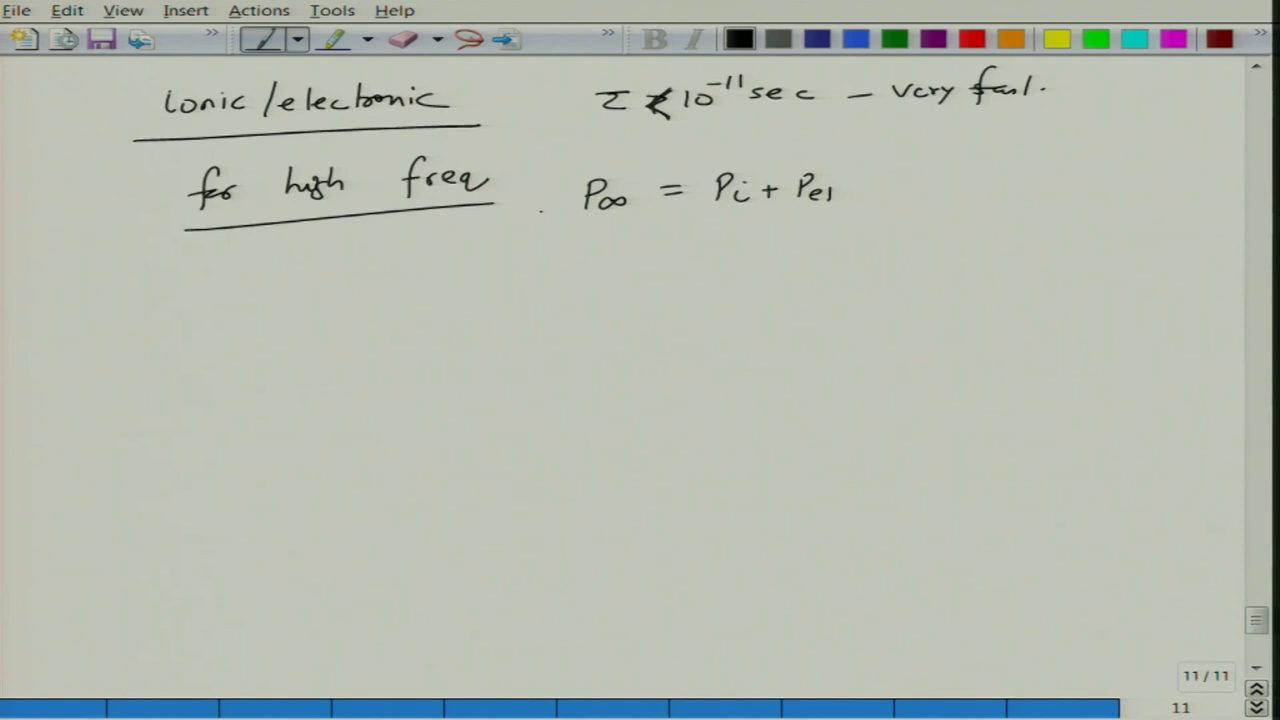 File Edit View Insert Actions Tools Help
B I
Ionic/electronic τ < 10⁻¹¹ sec – very fast.
for high freq P∞ = Pi + Pel
11 / 11
11